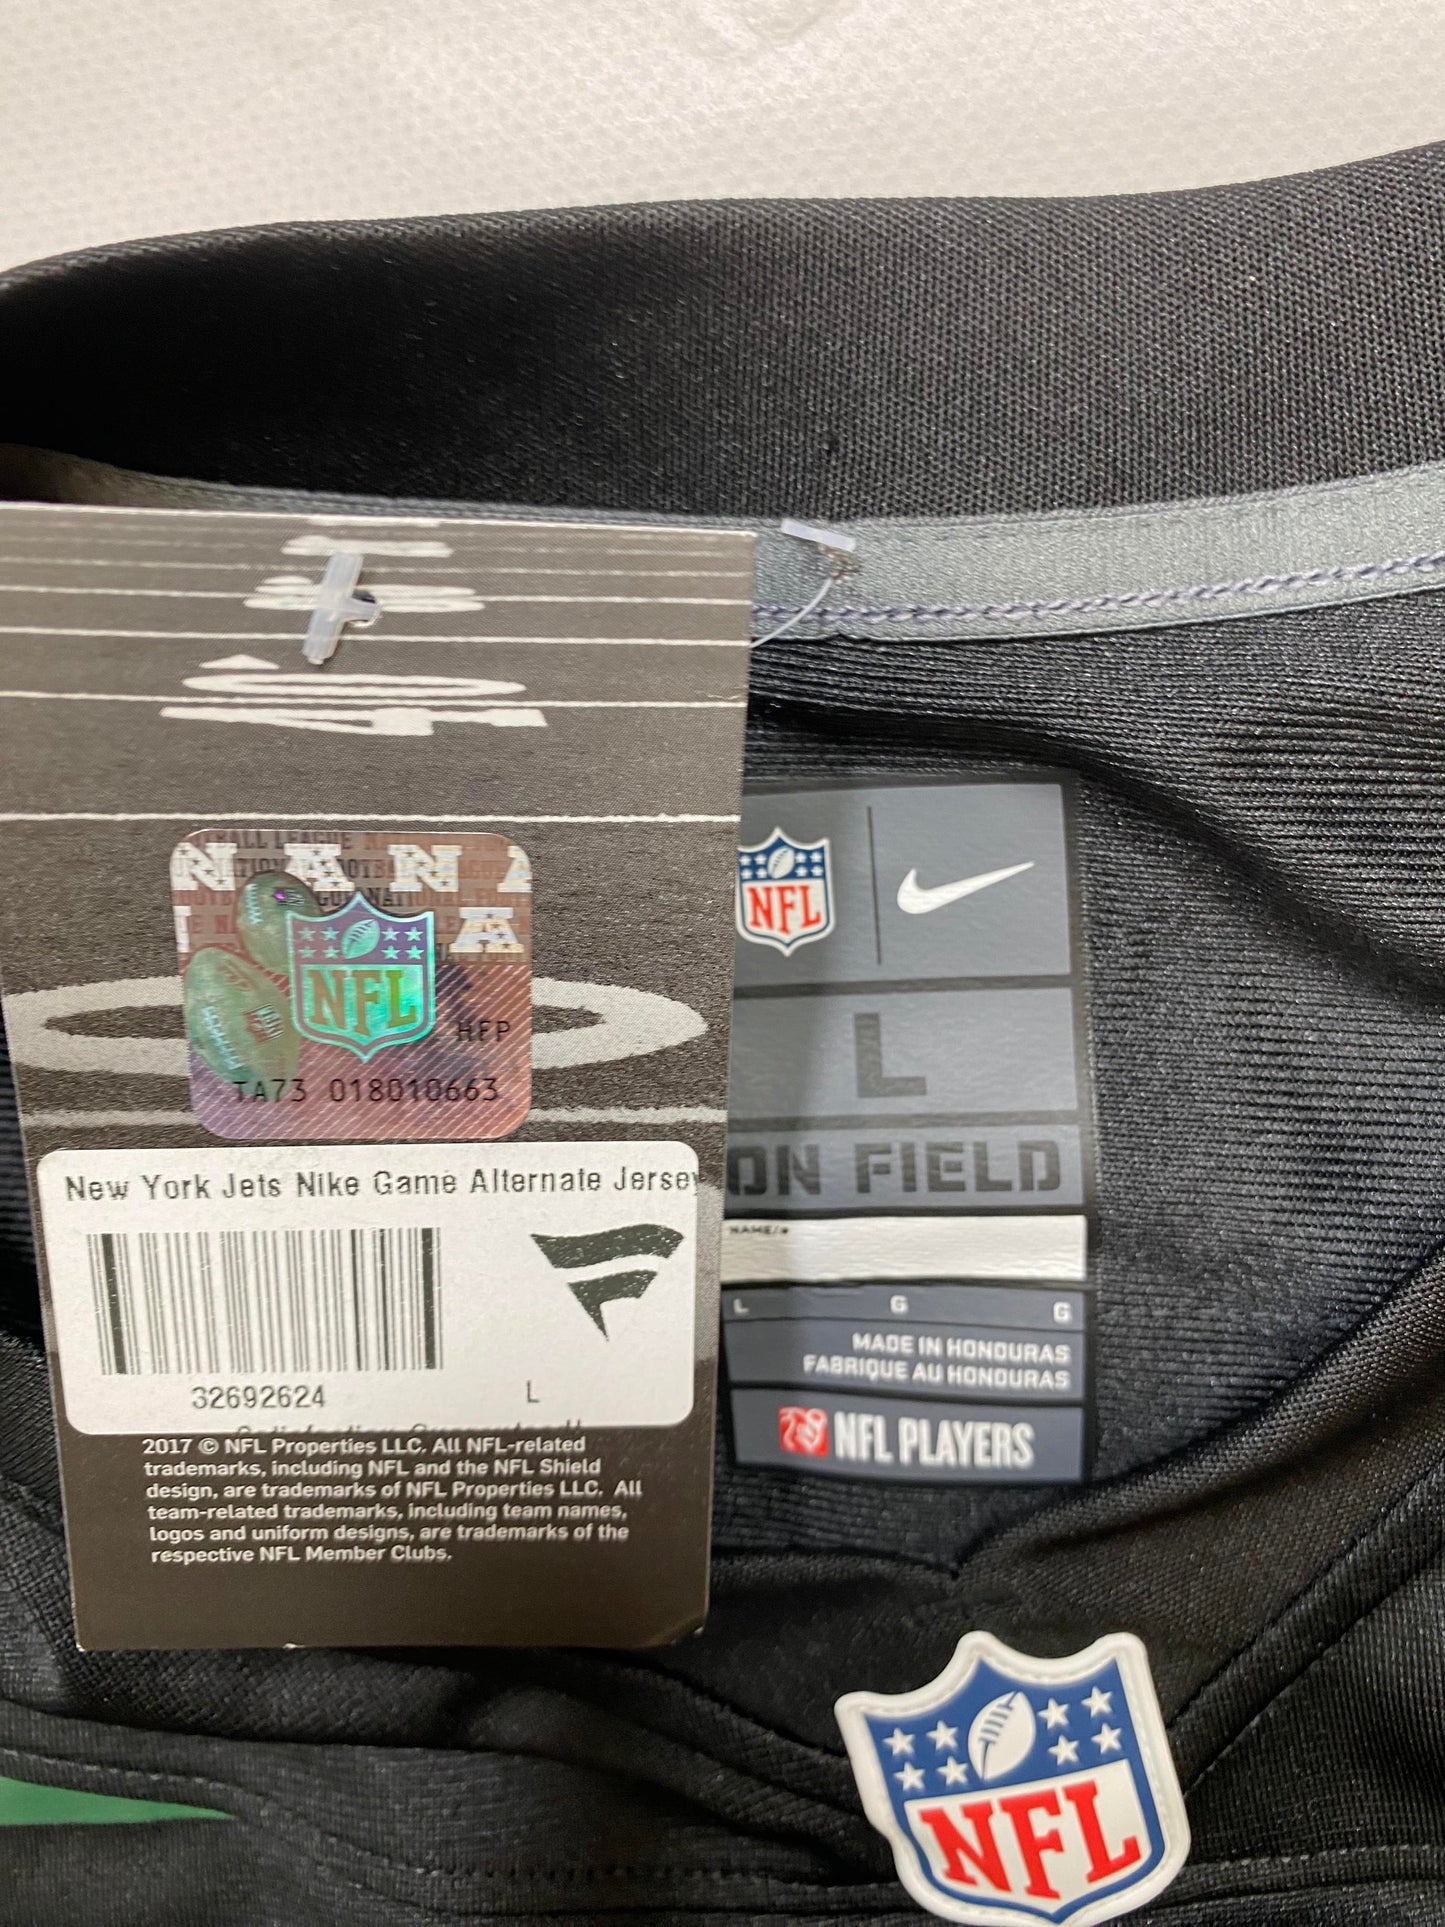 NFL
HFP
TA73 018010663
New York Jets Nike Game Alternate Jersey
32692624
L
2017 © NFL Properties LLC. All NFL-related
trademarks, including NFL and the NFL Shield
design, are trademarks of NFL Properties LLC. All
team-related trademarks, including team names,
logos and uniform designs, are trademarks of the
respective NFL Member Clubs.
NFL
L
ON FIELD
NAME/#
L G G
MADE IN HONDURAS
FABRIQUE AU HONDURAS
NFL PLAYERS
NFL